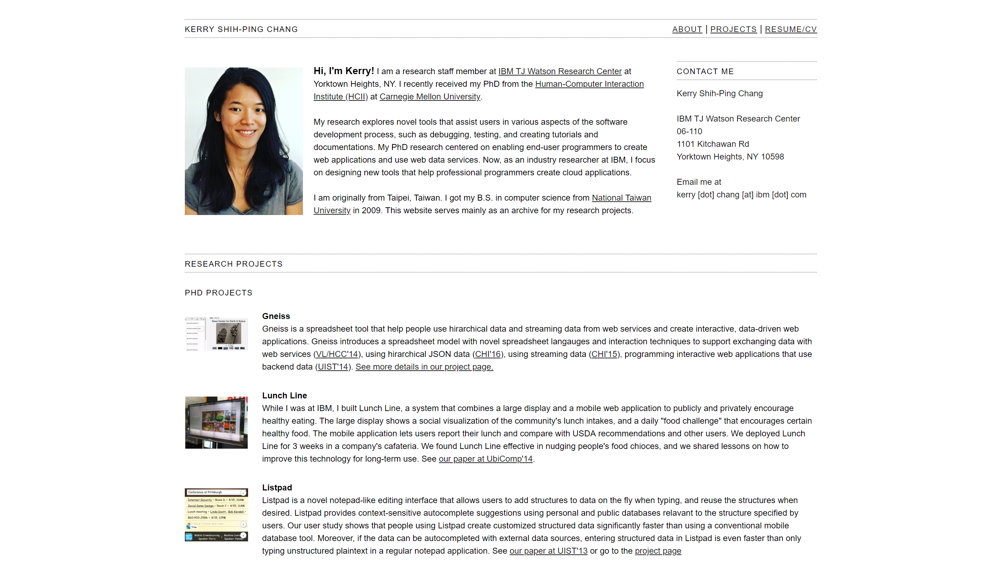 KERRY SHIH-PING CHANG
ABOUT | PROJECTS | RESUME/CV
Hi, I'm Kerry! I am a research staff member at IBM TJ Watson Research Center at
Yorktown Heights, NY. I recently received my PhD from the Human-Computer Interaction
Institute (HCII) at Carnegie Mellon University.
My research explores novel tools that assist users in various aspects of the software
development process, such as debugging, testing, and creating tutorials and
documentations. My PhD research centered on enabling end-user programmers to create
web applications and use web data services. Now, as an industry researcher at IBM, I focus
on designing new tools that help professional programmers create cloud applications.
I am originally from Taipei, Taiwan. I got my B.S. in computer science from National Taiwan
University in 2009. This website serves mainly as an archive for my research projects.
CONTACT ME
Kerry Shih-Ping Chang
IBM TJ Watson Research Center
06-110
1101 Kitchawan Rd
Yorktown Heights, NY 10598
Email me at
kerry [dot] chang [at] ibm [dot] com
RESEARCH PROJECTS
PHD PROJECTS
Rose Center for Earth & Space
Gneiss
Gneiss is a spreadsheet tool that help people use hirarchical data and streaming data from web services and create interactive, data-driven web
applications. Gneiss introduces a spreadsheet model with novel spreadsheet langauges and interaction techniques to support exchanging data with
web services (VL/HCC'14), using hirarchical JSON data (CHI'16), using streaming data (CHI'15), programming interactive web applications that use
backend data (UIST'14). See more details in our project page.
Lunch Line
While I was at IBM, I built Lunch Line, a system that combines a large display and a mobile web application to publicly and privately encourage
healthy eating. The large display shows a social visualization of the community's lunch intakes, and a daily "food challenge" that encourages certain
healthy food. The mobile application lets users report their lunch and compare with USDA recommendations and other users. We deployed Lunch
Line for 3 weeks in a company's cafateria. We found Lunch Line effective in nudging people's food chioces, and we shared lessons on how to
improve this technology for long-term use. See our paper at UbiComp'14.
Conference at Pittsburgh 1
Internet Security • Room D • 4/15, 10AM
Social Game Design • Room C • 4/15, 11AM
Lunch meeting • Linda Scott, Bob Kendall •
860-903-2586 • 4/15, 12PM
• Room • Date and time 2
Title
NEXT FIELD Mobile Crowdsourcing | Machine Lear 3
Speaker: Perry Speaker: Hansen
Listpad
Listpad is a novel notepad-like editing interface that allows users to add structures to data on the fly when typing, and reuse the structures when
desired. Listpad provides context-sensitive autocomplete suggestions using personal and public databases relavant to the structure specified by
users. Our user study shows that people using Listpad create customized structured data significantly faster than using a conventional mobile
database tool. Moreover, if the data can be autocompleted with external data sources, entering structured data in Listpad is even faster than only
typing unstructured plaintext in a regular notepad application. See our paper at UIST'13 or go to the project page